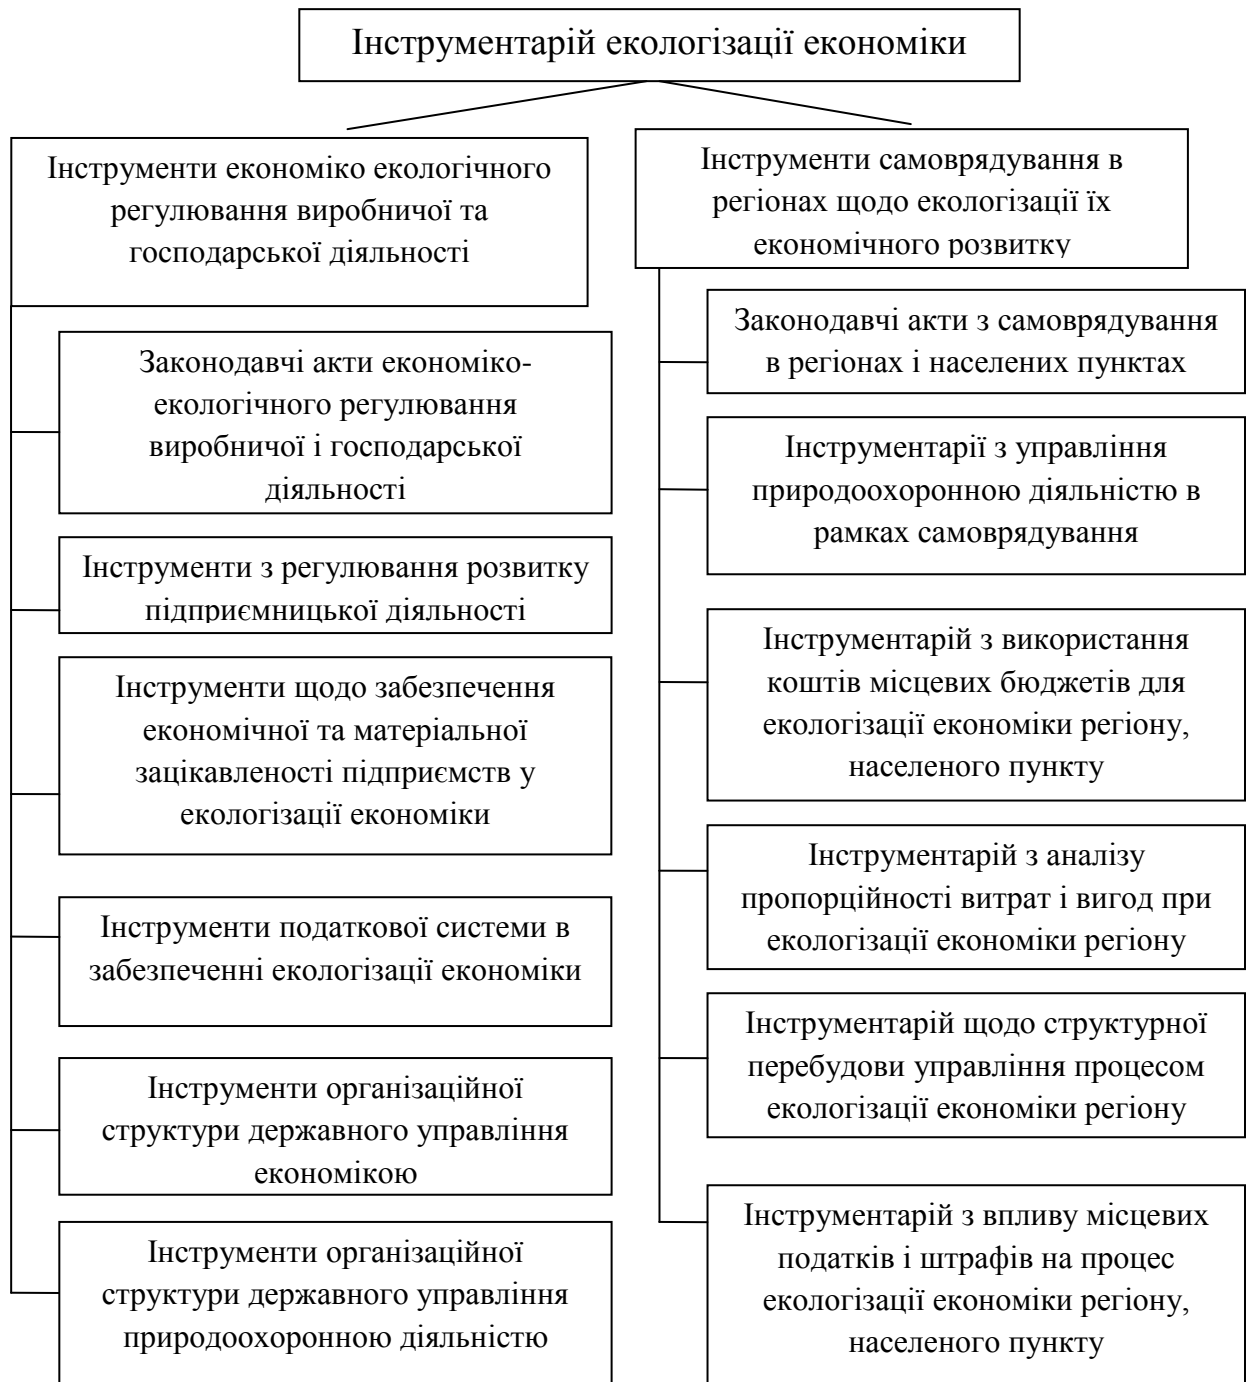 Інструментарій екологізації економіки
Інструменти економіко екологічного
регулювання виробничої та
господарської діяльності
Законодавчі акти економіко-
екологічного регулювання
виробничої і господарської
діяльності
Інструменти з регулювання розвитку
підприємницької діяльності
Інструменти щодо забезпечення
економічної та матеріальної
зацікавленості підприємств у
екологізації економіки
Інструменти податкової системи в
забезпеченні екологізації економіки
Інструменти організаційної
структури державного управління
економікою
Інструменти організаційної
структури державного управління
природоохоронною діяльністю
Інструменти самоврядування в
регіонах щодо екологізації їх
економічного розвитку
Законодавчі акти з самоврядування
в регіонах і населених пунктах
Інструментарії з управління
природоохоронною діяльністю в
рамках самоврядування
Інструментарій з використання
коштів місцевих бюджетів для
екологізації економіки регіону,
населеного пункту
Інструментарій з аналізу
пропорційності витрат і вигод при
екологізації економіки регіону
Інструментарій щодо структурної
перебудови управління процесом
екологізації економіки регіону
Інструментарій з впливу місцевих
податків і штрафів на процес
екологізації економіки регіону,
населеного пункту